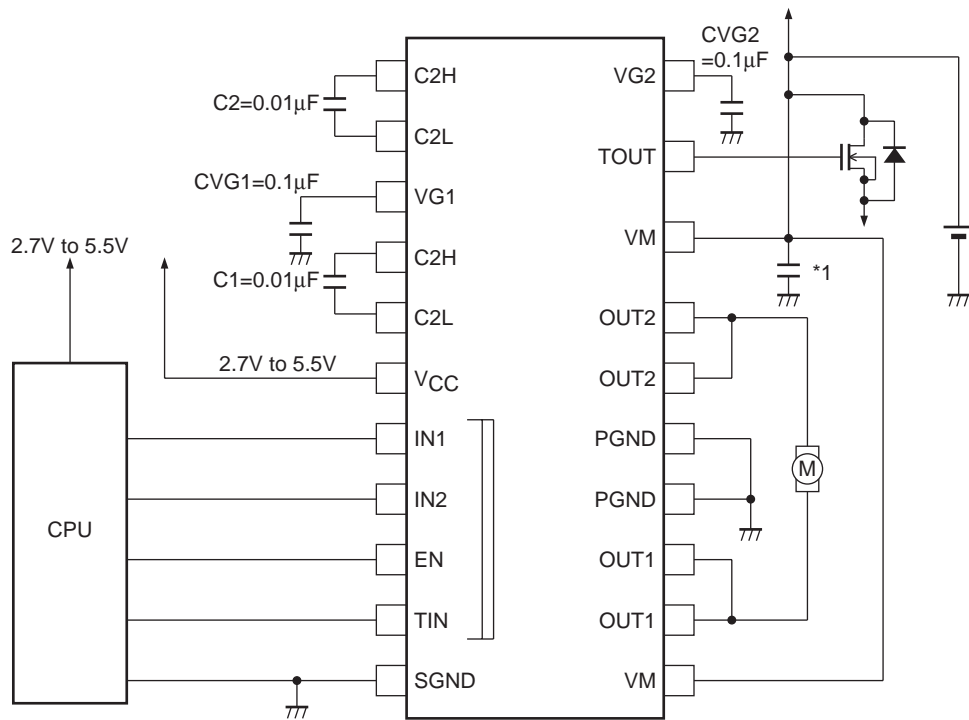 CVG2
=0.1μF
C2H
VG2
C2=0.01μF
C2L
TOUT
CVG1=0.1μF
VG1
VM
2.7V to 5.5V
C2H
*1
C1=0.01μF
C2L
OUT2
2.7V to 5.5V
VCC
OUT2
IN1
PGND
M
IN2
PGND
CPU
EN
OUT1
TIN
OUT1
SGND
VM